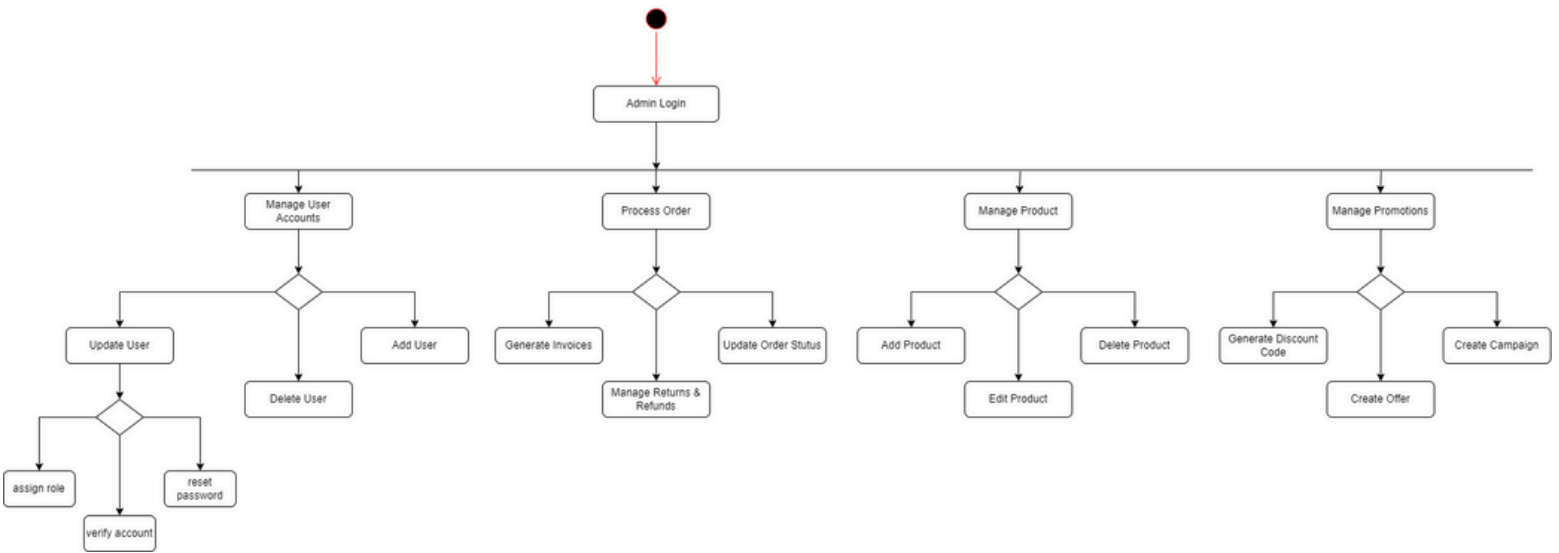 Admin Login
Manage User
Accounts
Process Order
Manage Product
Manage Promotions
Update User
Add User
Generate Invoices
Update Order Stutus
Add Product
Delete Product
Generate Discount
Code
Create Campaign
Delete User
Manage Returns &
Refunds
Edit Product
Create Offer
assign role
reset
password
verify account